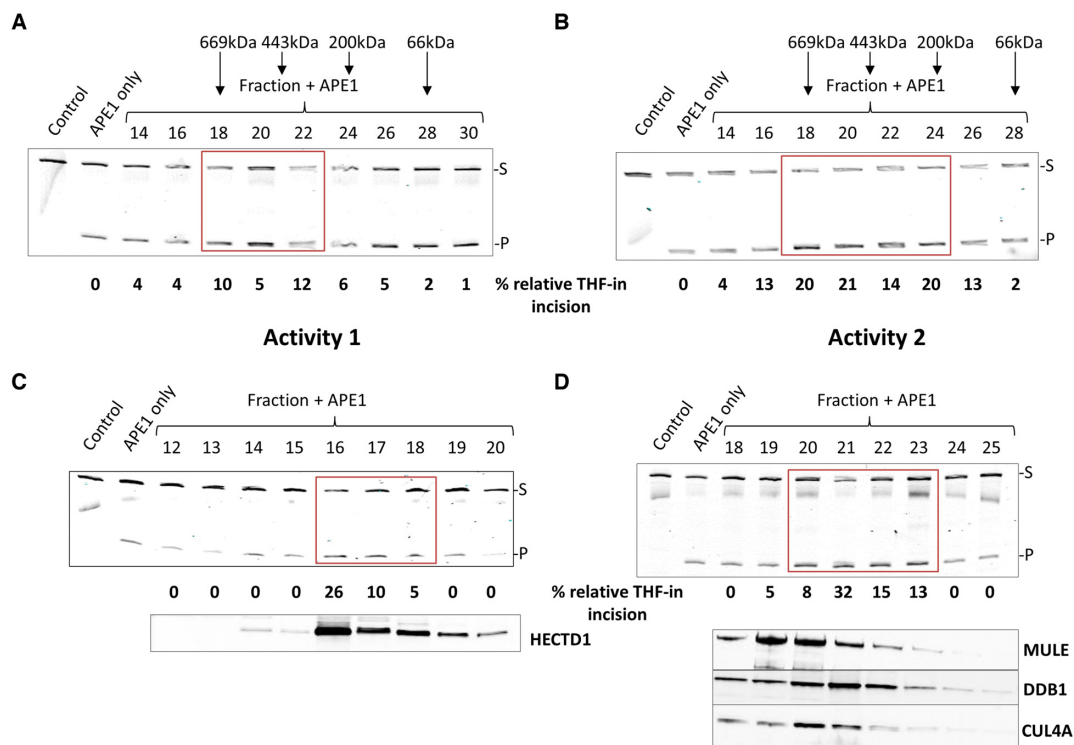 A
669kDa 443kDa 200kDa 66kDa
Fraction + APE1
Control
APE1 only
14 16 18 20 22 24 26 28 30
-S
-P
0 4 4 10 5 12 6 5 2 1
% relative THF-in
incision
Activity 1
B
669kDa 443kDa 200kDa 66kDa
Fraction + APE1
Control
APE1 only
14 16 18 20 22 24 26 28
-S
-P
0 4 13 20 21 14 20 13 2
Activity 2
C
Fraction + APE1
Control
APE1 only
12 13 14 15 16 17 18 19 20
-S
-P
0 0 0 0 26 10 5 0 0
HECTD1
D
Fraction + APE1
Control
APE1 only
18 19 20 21 22 23 24 25
-S
-P
% relative THF-in
incision
0 5 8 32 15 13 0 0
MULE
DDB1
CUL4A